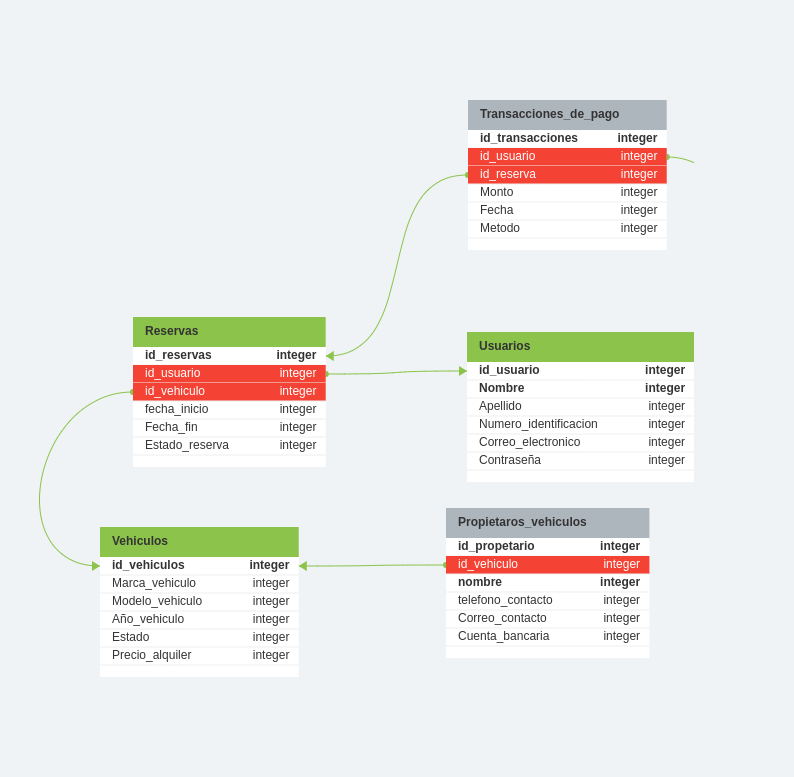 Transacciones_de_pago
id_transacciones integer
id_usuario integer
id_reserva integer
Monto integer
Fecha integer
Metodo integer
Reservas
id_reservas integer
id_usuario integer
id_vehiculo integer
fecha_inicio integer
Fecha_fin integer
Estado_reserva integer
Usuarios
id_usuario integer
Nombre integer
Apellido integer
Numero_identificacion integer
Correo_electronico integer
Contraseña integer
Vehiculos
id_vehiculos integer
Marca_vehiculo integer
Modelo_vehiculo integer
Año_vehiculo integer
Estado integer
Precio_alquiler integer
Propietaros_vehiculos
id_propetario integer
id_vehiculo integer
nombre integer
telefono_contacto integer
Correo_contacto integer
Cuenta_bancaria integer